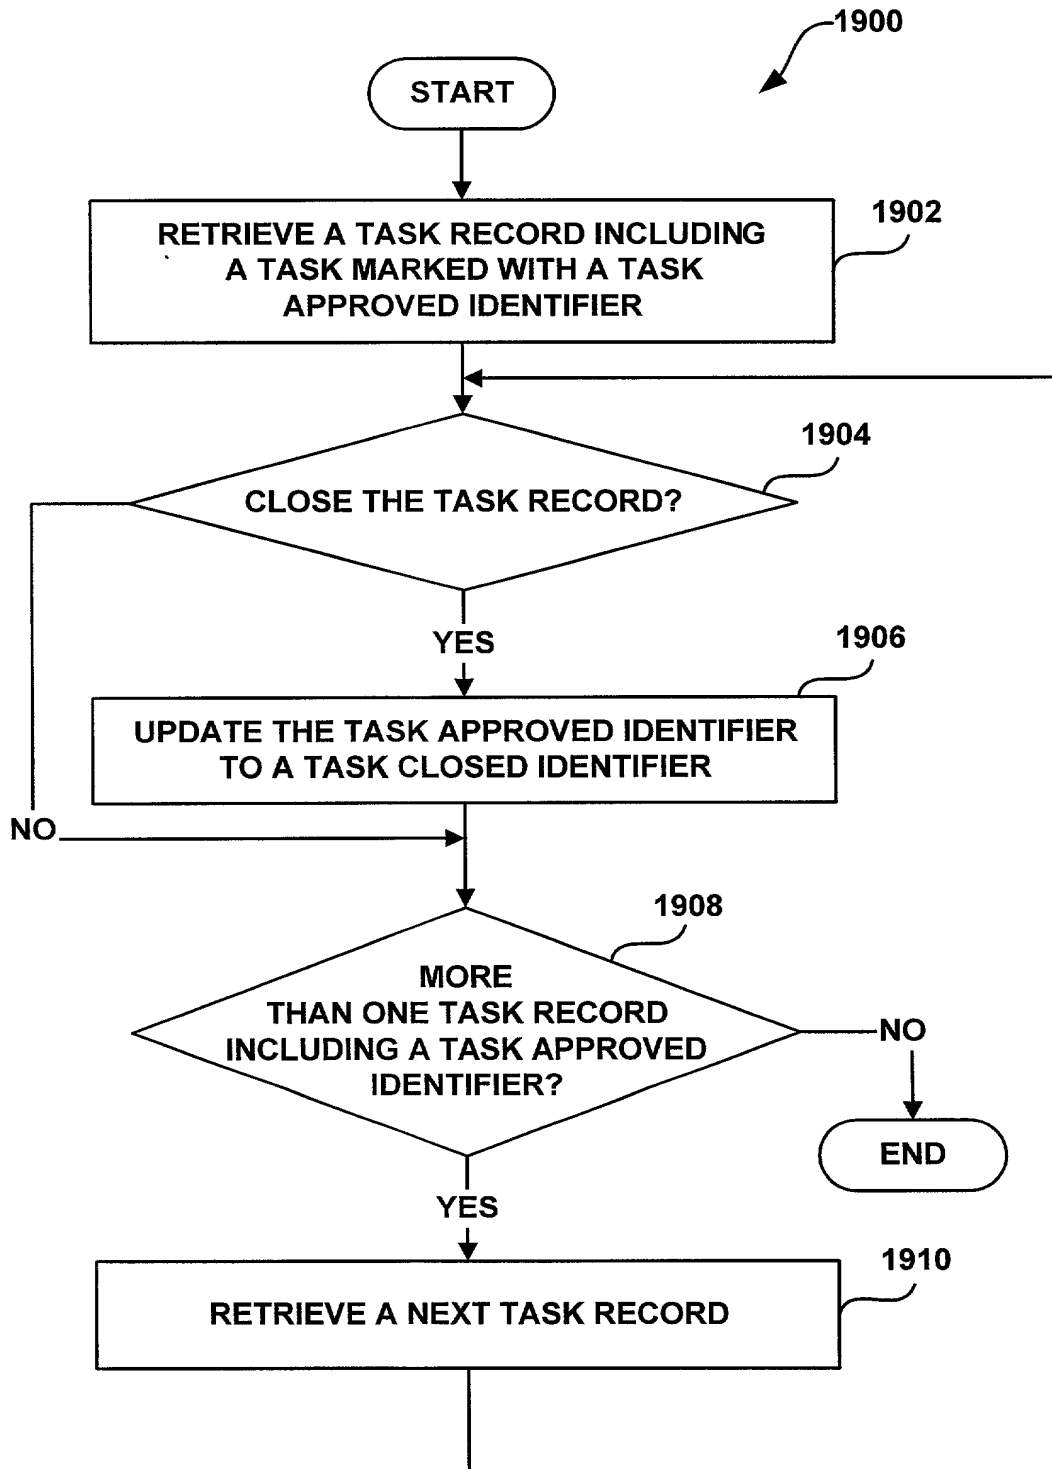 1900
START
1902
RETRIEVE A TASK RECORD INCLUDING
A TASK MARKED WITH A TASK
APPROVED IDENTIFIER
1904
CLOSE THE TASK RECORD?
YES
1906
UPDATE THE TASK APPROVED IDENTIFIER
TO A TASK CLOSED IDENTIFIER
NO
1908
MORE
THAN ONE TASK RECORD
INCLUDING A TASK APPROVED
IDENTIFIER?
NO
END
YES
1910
RETRIEVE A NEXT TASK RECORD